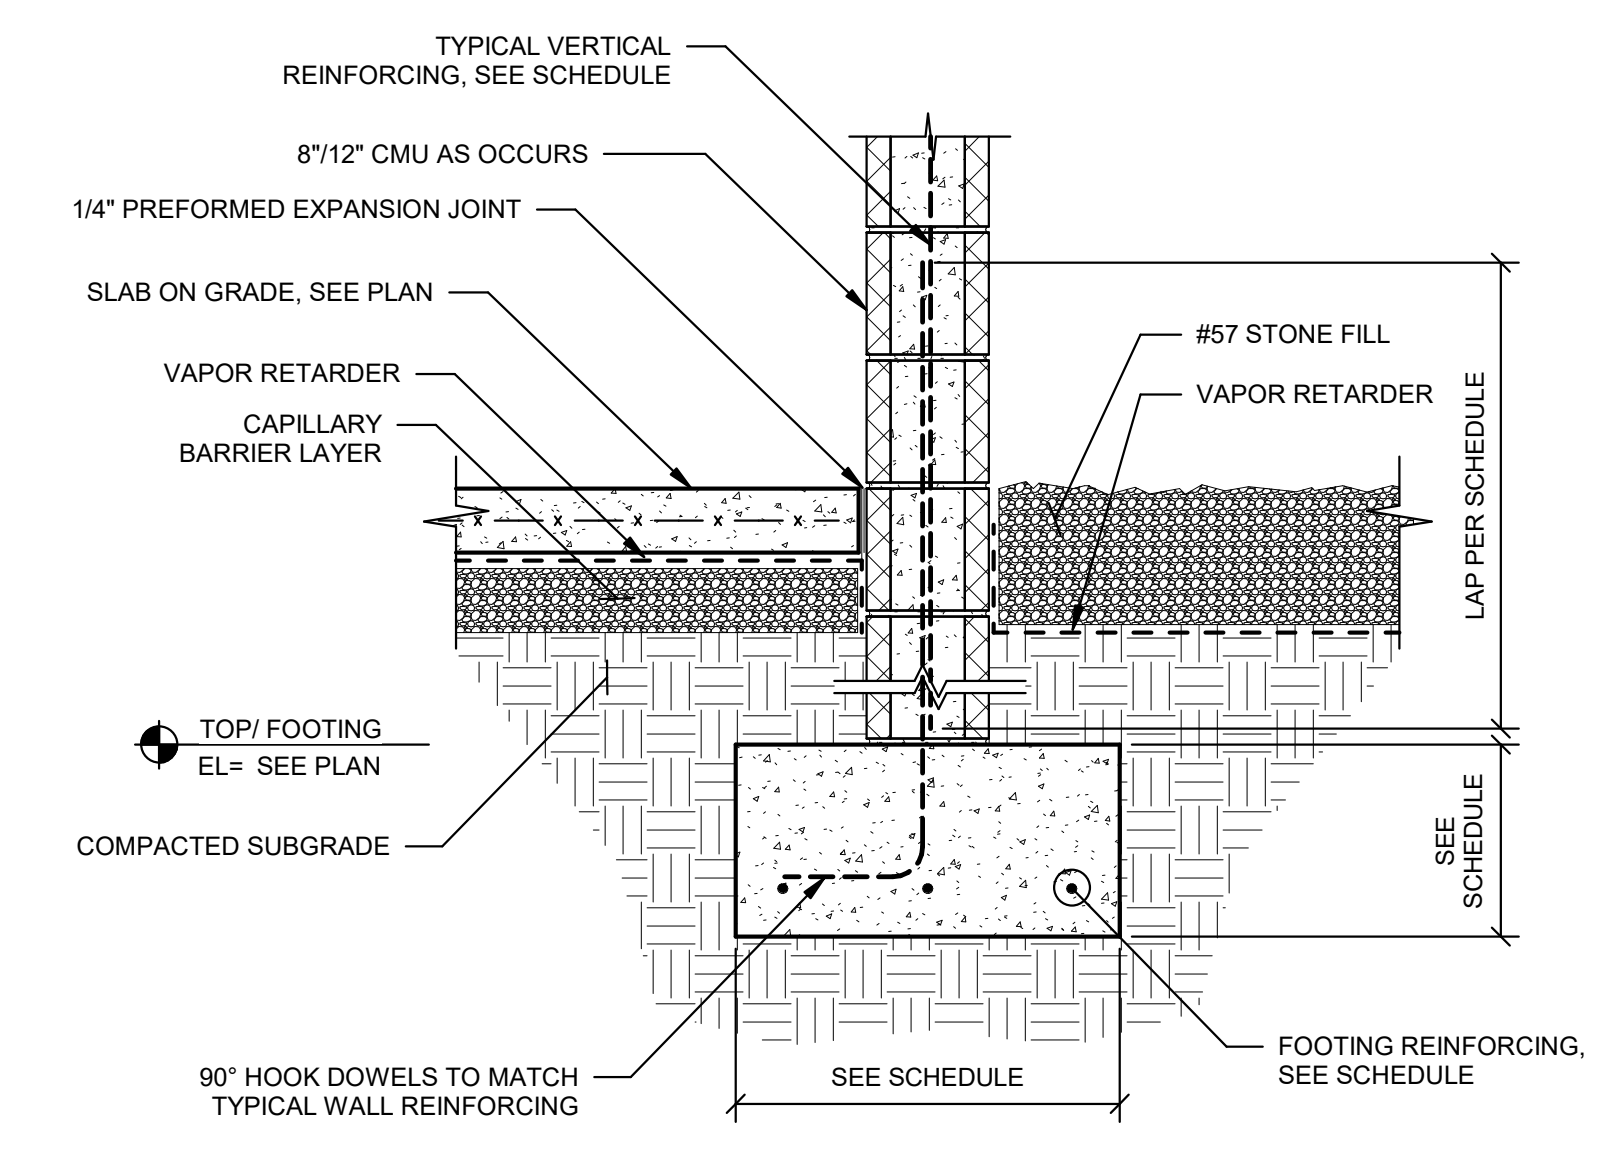 TYPICAL VERTICAL
REINFORCING, SEE SCHEDULE
8"/12" CMU AS OCCURS
1/4" PREFORMED EXPANSION JOINT
SLAB ON GRADE, SEE PLAN
VAPOR RETARDER
CAPILLARY
BARRIER LAYER
#57 STONE FILL
VAPOR RETARDER
LAP PER SCHEDULE
X X X X X
TOP/ FOOTING
EL= SEE PLAN
COMPACTED SUBGRADE
SEE
SCHEDULE
90° HOOK DOWELS TO MATCH
TYPICAL WALL REINFORCING
SEE SCHEDULE
FOOTING REINFORCING,
SEE SCHEDULE